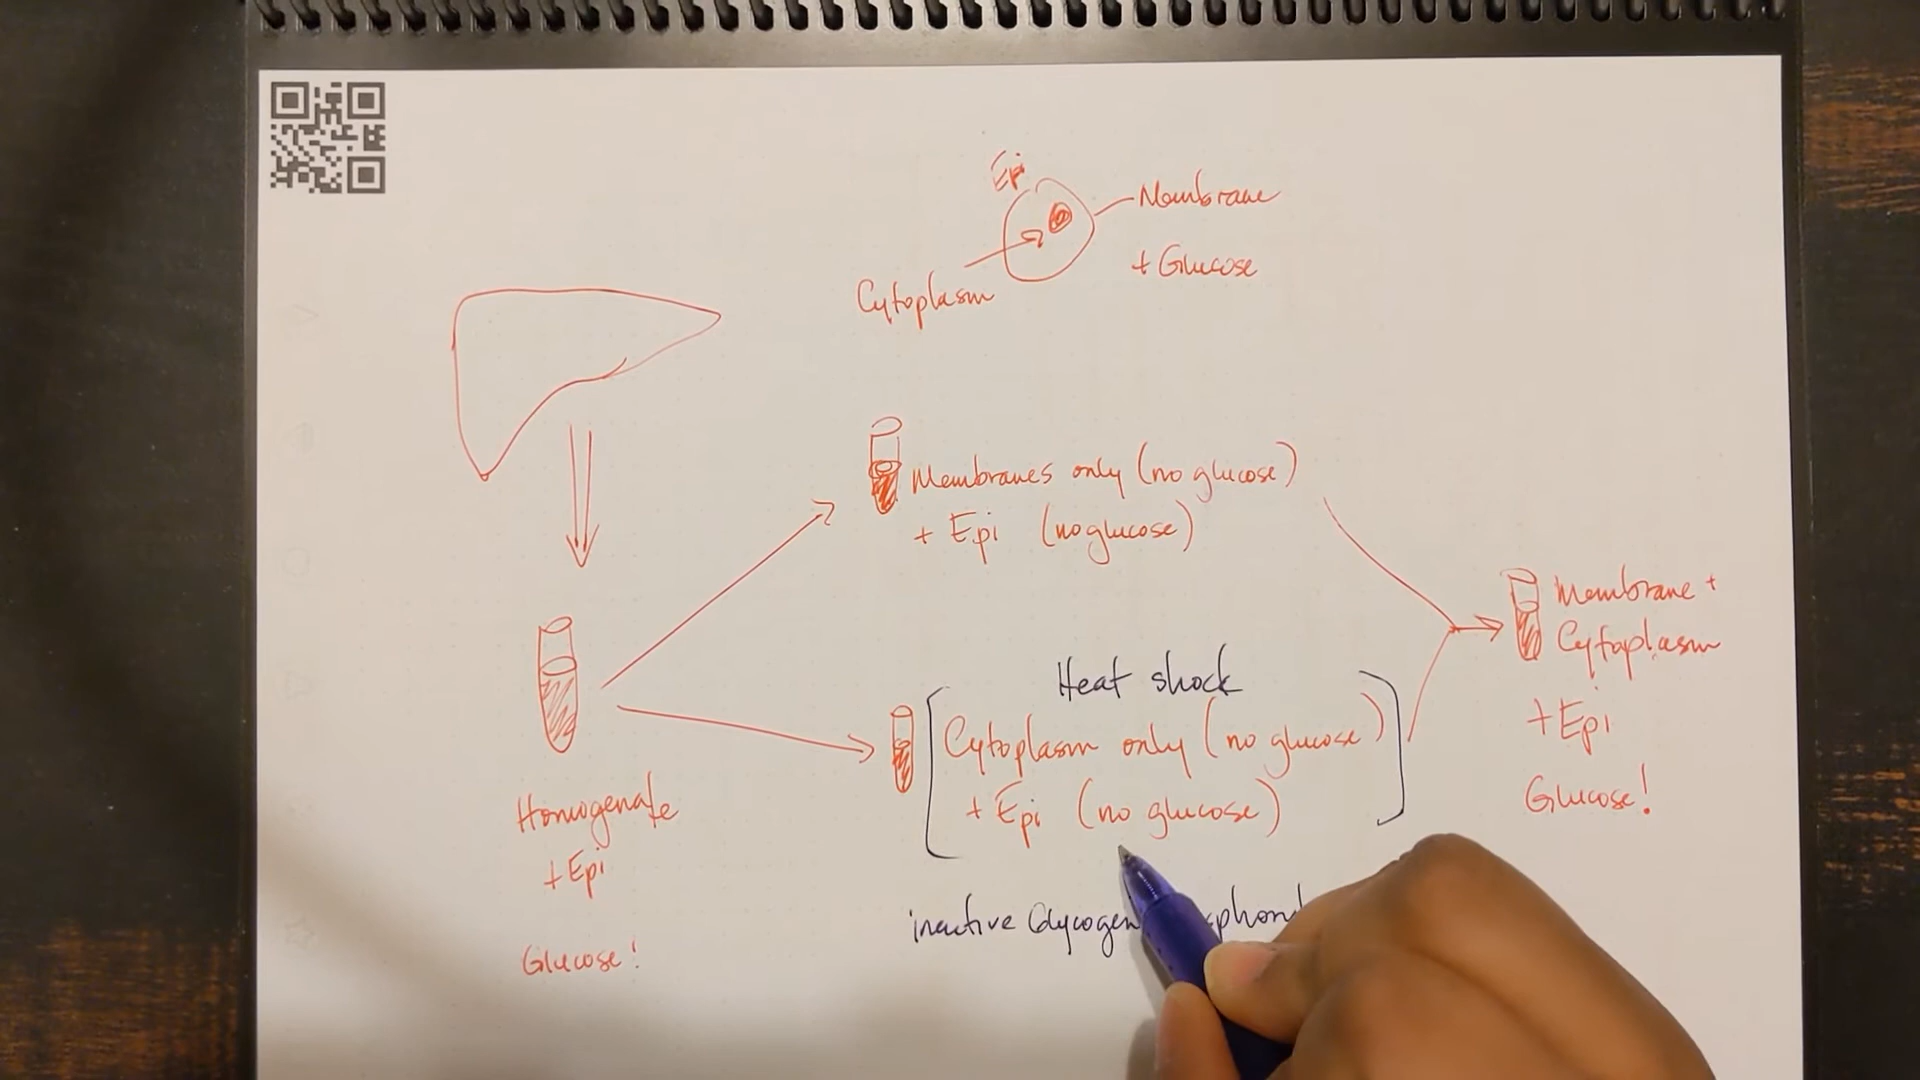 Epi
Membrane
+ Glucose
Cytoplasm
Membranes only (no glucose)
+ Epi (no glucose)
Membrane +
Cytoplasm
+ Epi
Glucose!
Heat shock
Cytoplasm only (no glucose)
+ Epi (no glucose)
Homogenate
+ Epi
Glucose!
inactive Glycogen